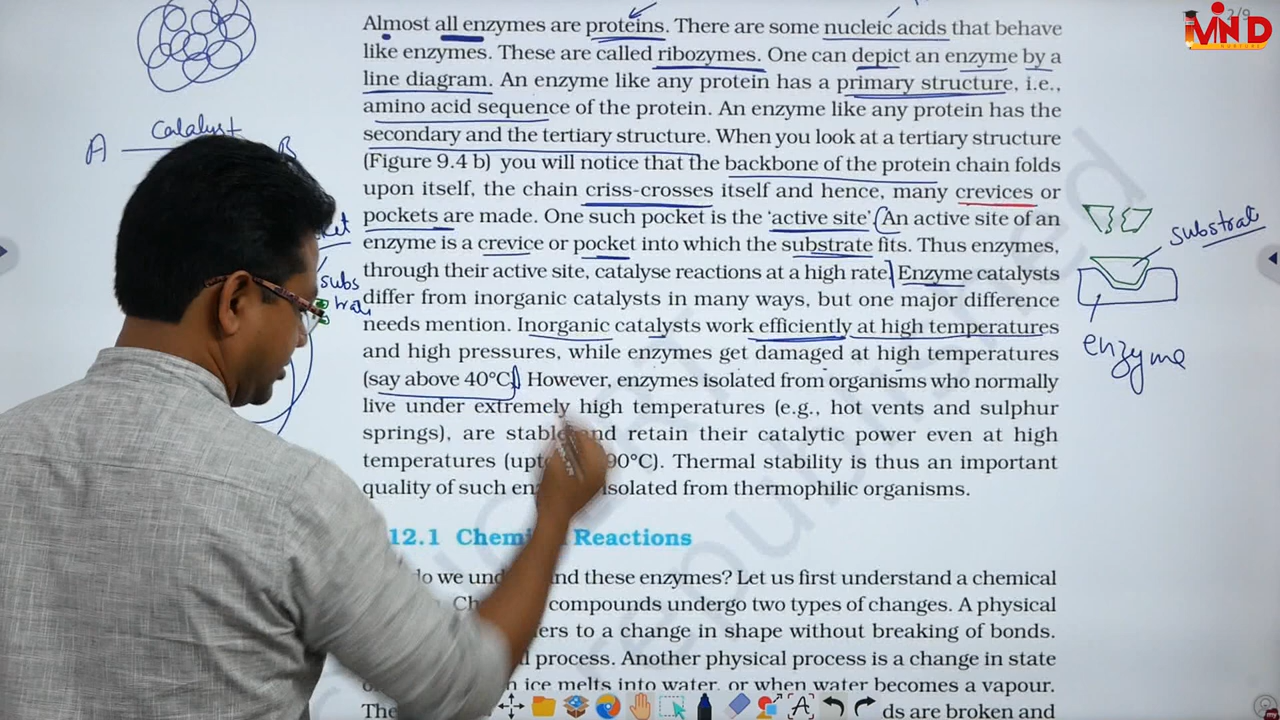 Almost all enzymes are proteins. There are some nucleic acids that behave
like enzymes. These are called ribozymes. One can depict an enzyme by a
line diagram. An enzyme like any protein has a primary structure, i.e.,
amino acid sequence of the protein. An enzyme like any protein has the
secondary and the tertiary structure. When you look at a tertiary structure
(Figure 9.4 b) you will notice that the backbone of the protein chain folds
upon itself, the chain criss-crosses itself and hence, many crevices or
pockets are made. One such pocket is the 'active site'. An active site of an
enzyme is a crevice or pocket into which the substrate fits. Thus enzymes,
through their active site, catalyse reactions at a high rate. Enzyme catalysts
differ from inorganic catalysts in many ways, but one major difference
needs mention. Inorganic catalysts work efficiently at high temperatures
and high pressures, while enzymes get damaged at high temperatures
(say above 40°C). However, enzymes isolated from organisms who normally
live under extremely high temperatures (e.g., hot vents and sulphur
springs), are stable and retain their catalytic power even at high
temperatures 90°C). Thermal stability is thus an important
quality of such isolated from thermophilic organisms.
12.1 Reactions
do we these enzymes? Let us first understand a chemical
compounds undergo two types of changes. A physical
to a change in shape without breaking of bonds.
process. Another physical process is a change in state
ice melts into water, or when water becomes a vapour.
are broken and
A Catalyst B
subs
trat
substrat
enzyme
MIND
NURTURE
2/9